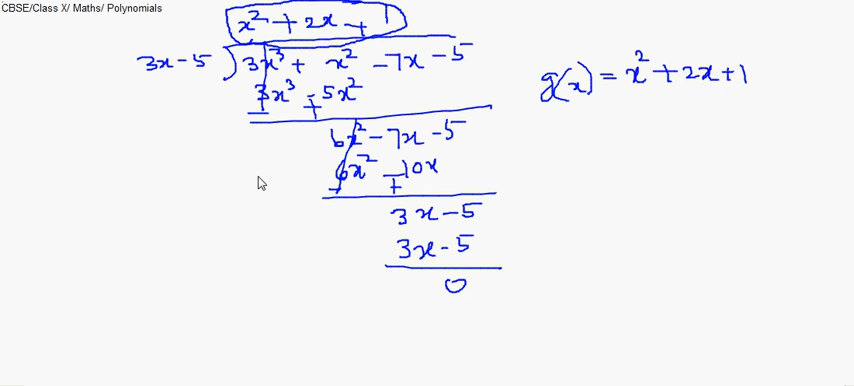 CBSE/Class X/ Maths/ Polynomials
x² + 2x + 1
3x - 5 ) 3x³ + x² - 7x - 5
3x³ - 5x²
- +
6x² - 7x - 5
6x² - 10x
- +
3x - 5
3x - 5
0
g(x) = x² + 2x + 1